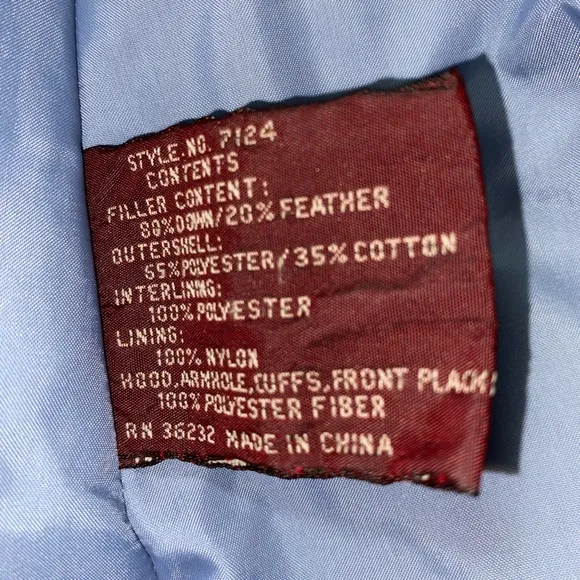 STYLE.NO. 7124
CONTENTS
FILLER CONTENT:
80%DOWN/20%FEATHER
OUTERSHELL:
65%POLYESTER/35%COTTON
INTERLINING:
100%POLYESTER
LINING:
100%NYLON
HOOD,ARMHOLE,CUFFS,FRONT
100%POLYESTER FIBER
RN 36232 MADE IN CHINA